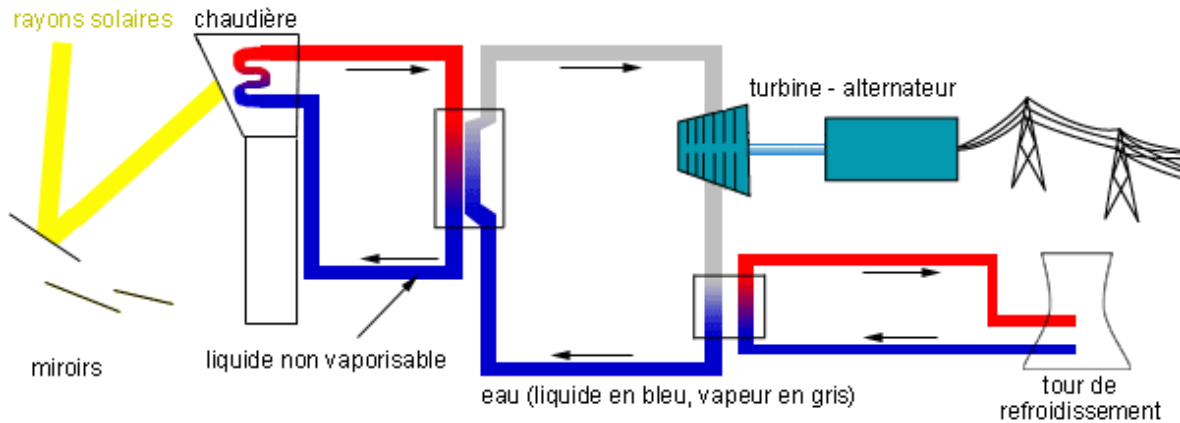 rayons solaires
chaudière
turbine - alternateur
liquide non vaporisable
miroirs
eau (liquide en bleu, vapeur en gris)
tour de
refroidissement